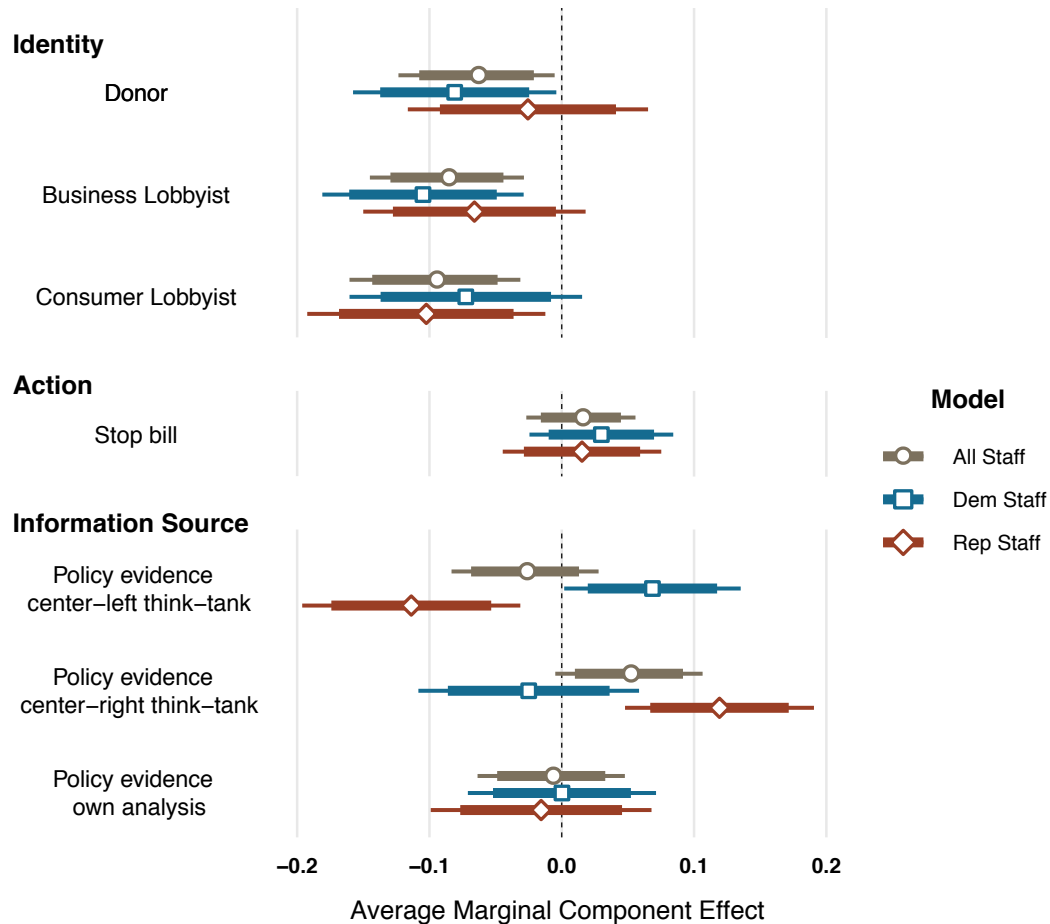 Identity
Donor
Business Lobbyist
Consumer Lobbyist
Action
Stop bill
Information Source
Policy evidence
center−left think−tank
Policy evidence
center−right think−tank
Policy evidence
own analysis
−0.2 −0.1 0.0 0.1 0.2
Average Marginal Component Effect
Model
All Staff
Dem Staff
Rep Staff